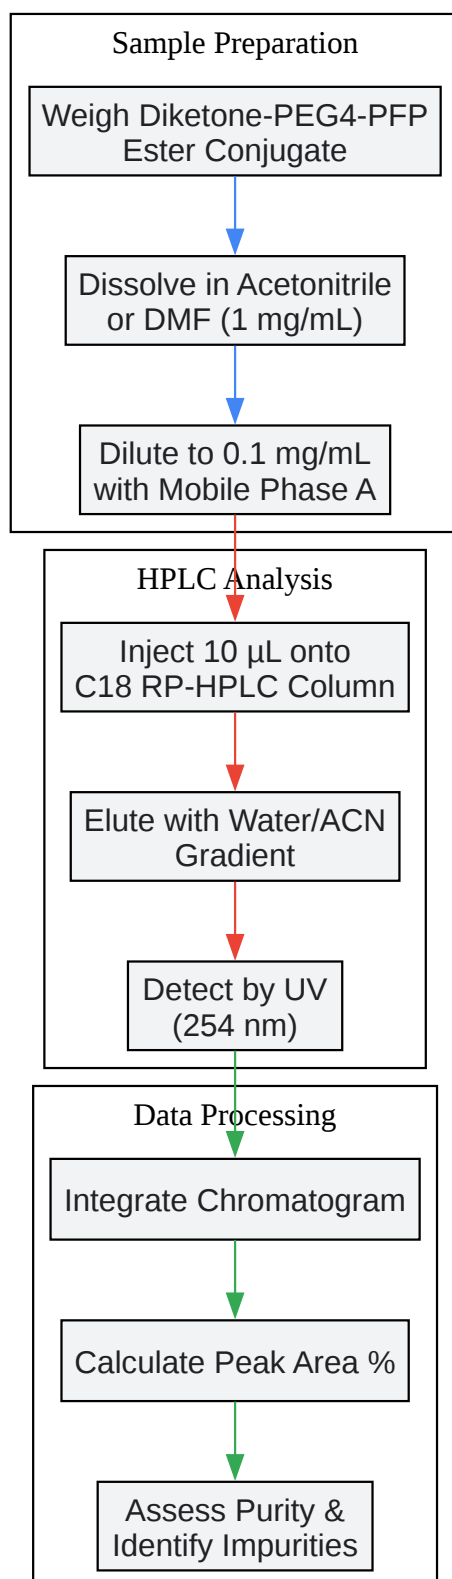 Sample Preparation
Weigh Diketone-PEG4-PFP
Ester Conjugate
Dissolve in Acetonitrile
or DMF (1 mg/mL)
Dilute to 0.1 mg/mL
with Mobile Phase A
HPLC Analysis
Inject 10 µL onto
C18 RP-HPLC Column
Elute with Water/ACN
Gradient
Detect by UV
(254 nm)
Data Processing
Integrate Chromatogram
Calculate Peak Area %
Assess Purity &
Identify Impurities